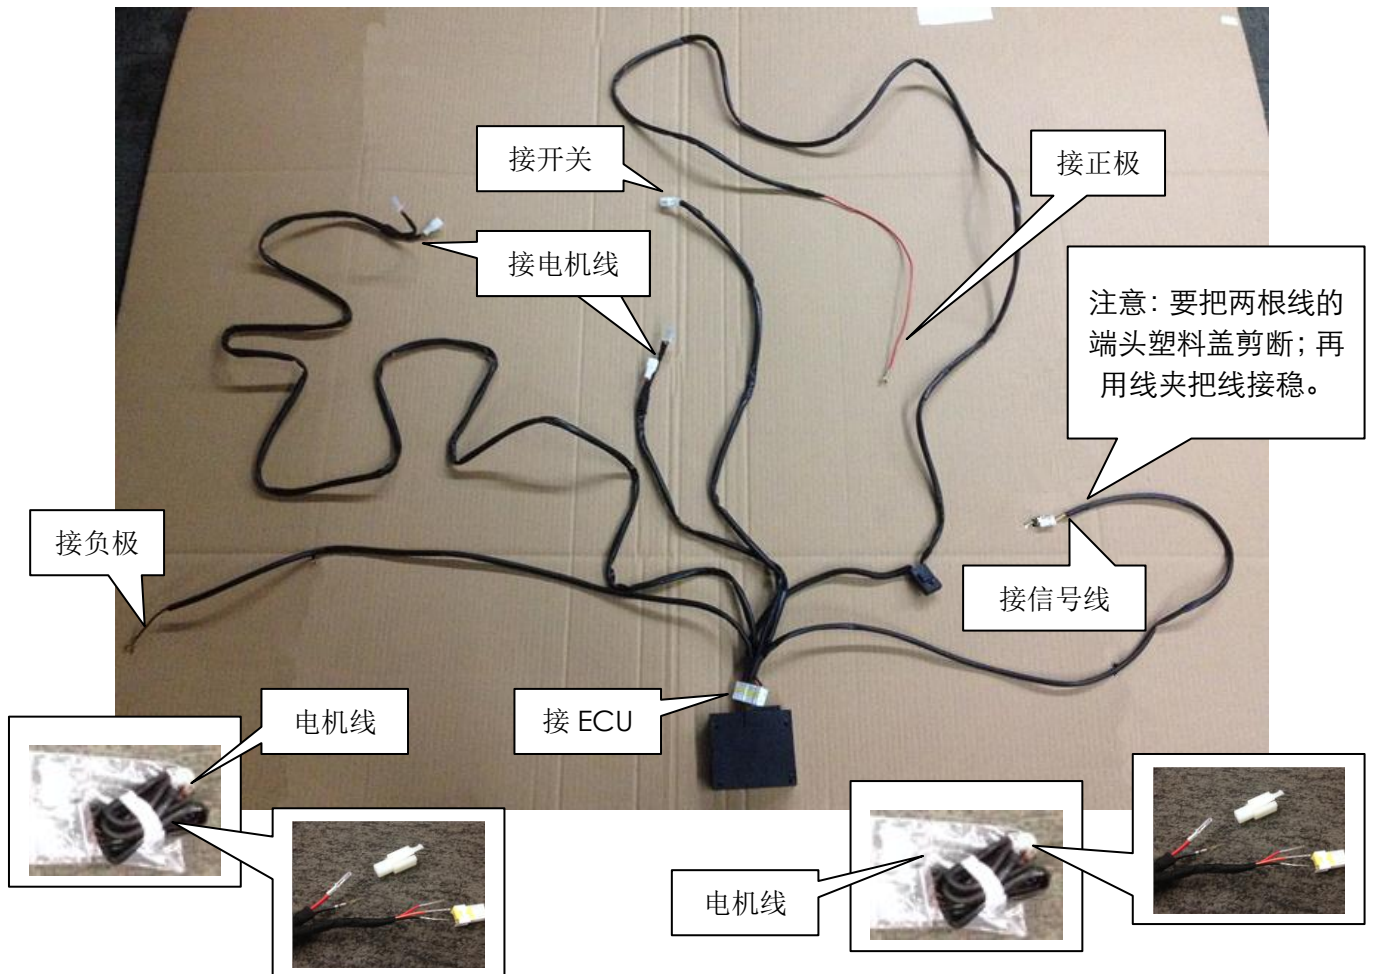 接开关
接正极
接电机线
注意：要把两根线的
端头塑料盖剪断；再
用线夹把线接稳。
接负极
接信号线
电机线
接 ECU
电机线